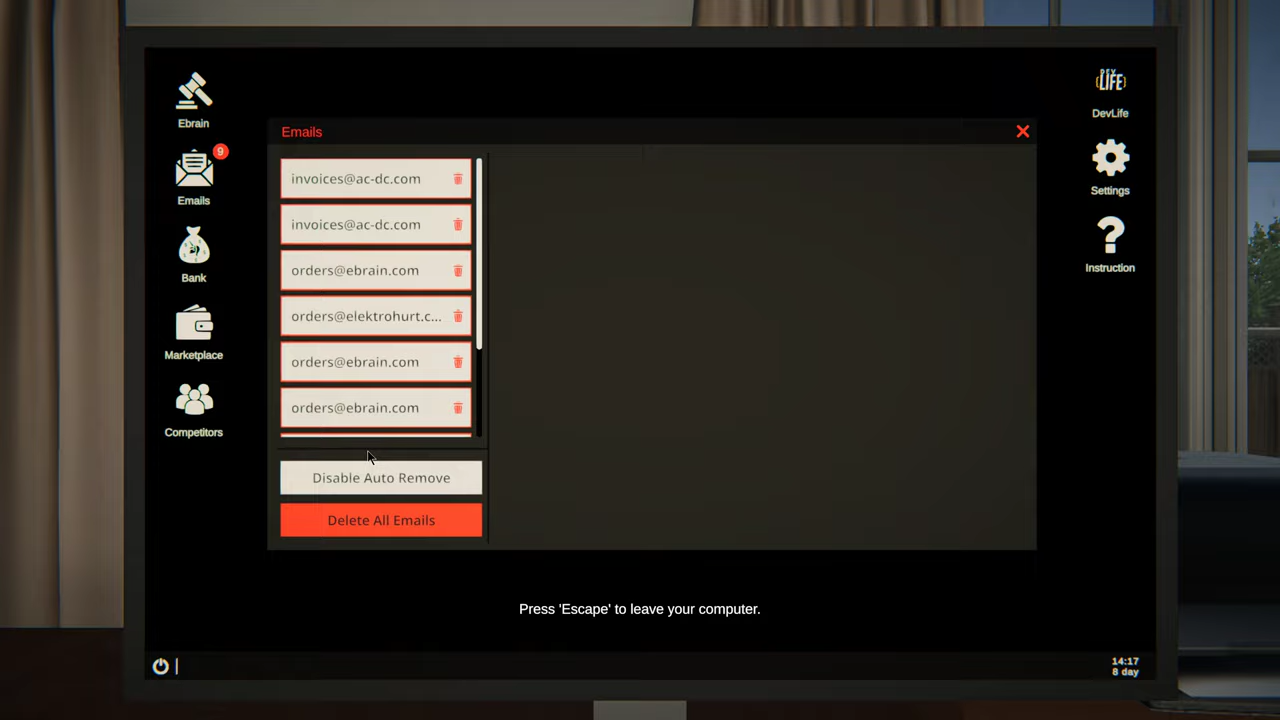 Ebrain
9
Emails
Bank
Marketplace
Competitors
Emails
invoices@ac-dc.com
invoices@ac-dc.com
orders@ebrain.com
orders@elektrohurt.c...
orders@ebrain.com
orders@ebrain.com
Disable Auto Remove
Delete All Emails
DEV
LIFE
DevLife
Settings
?
Instruction
Press 'Escape' to leave your computer.
14:17
8 day